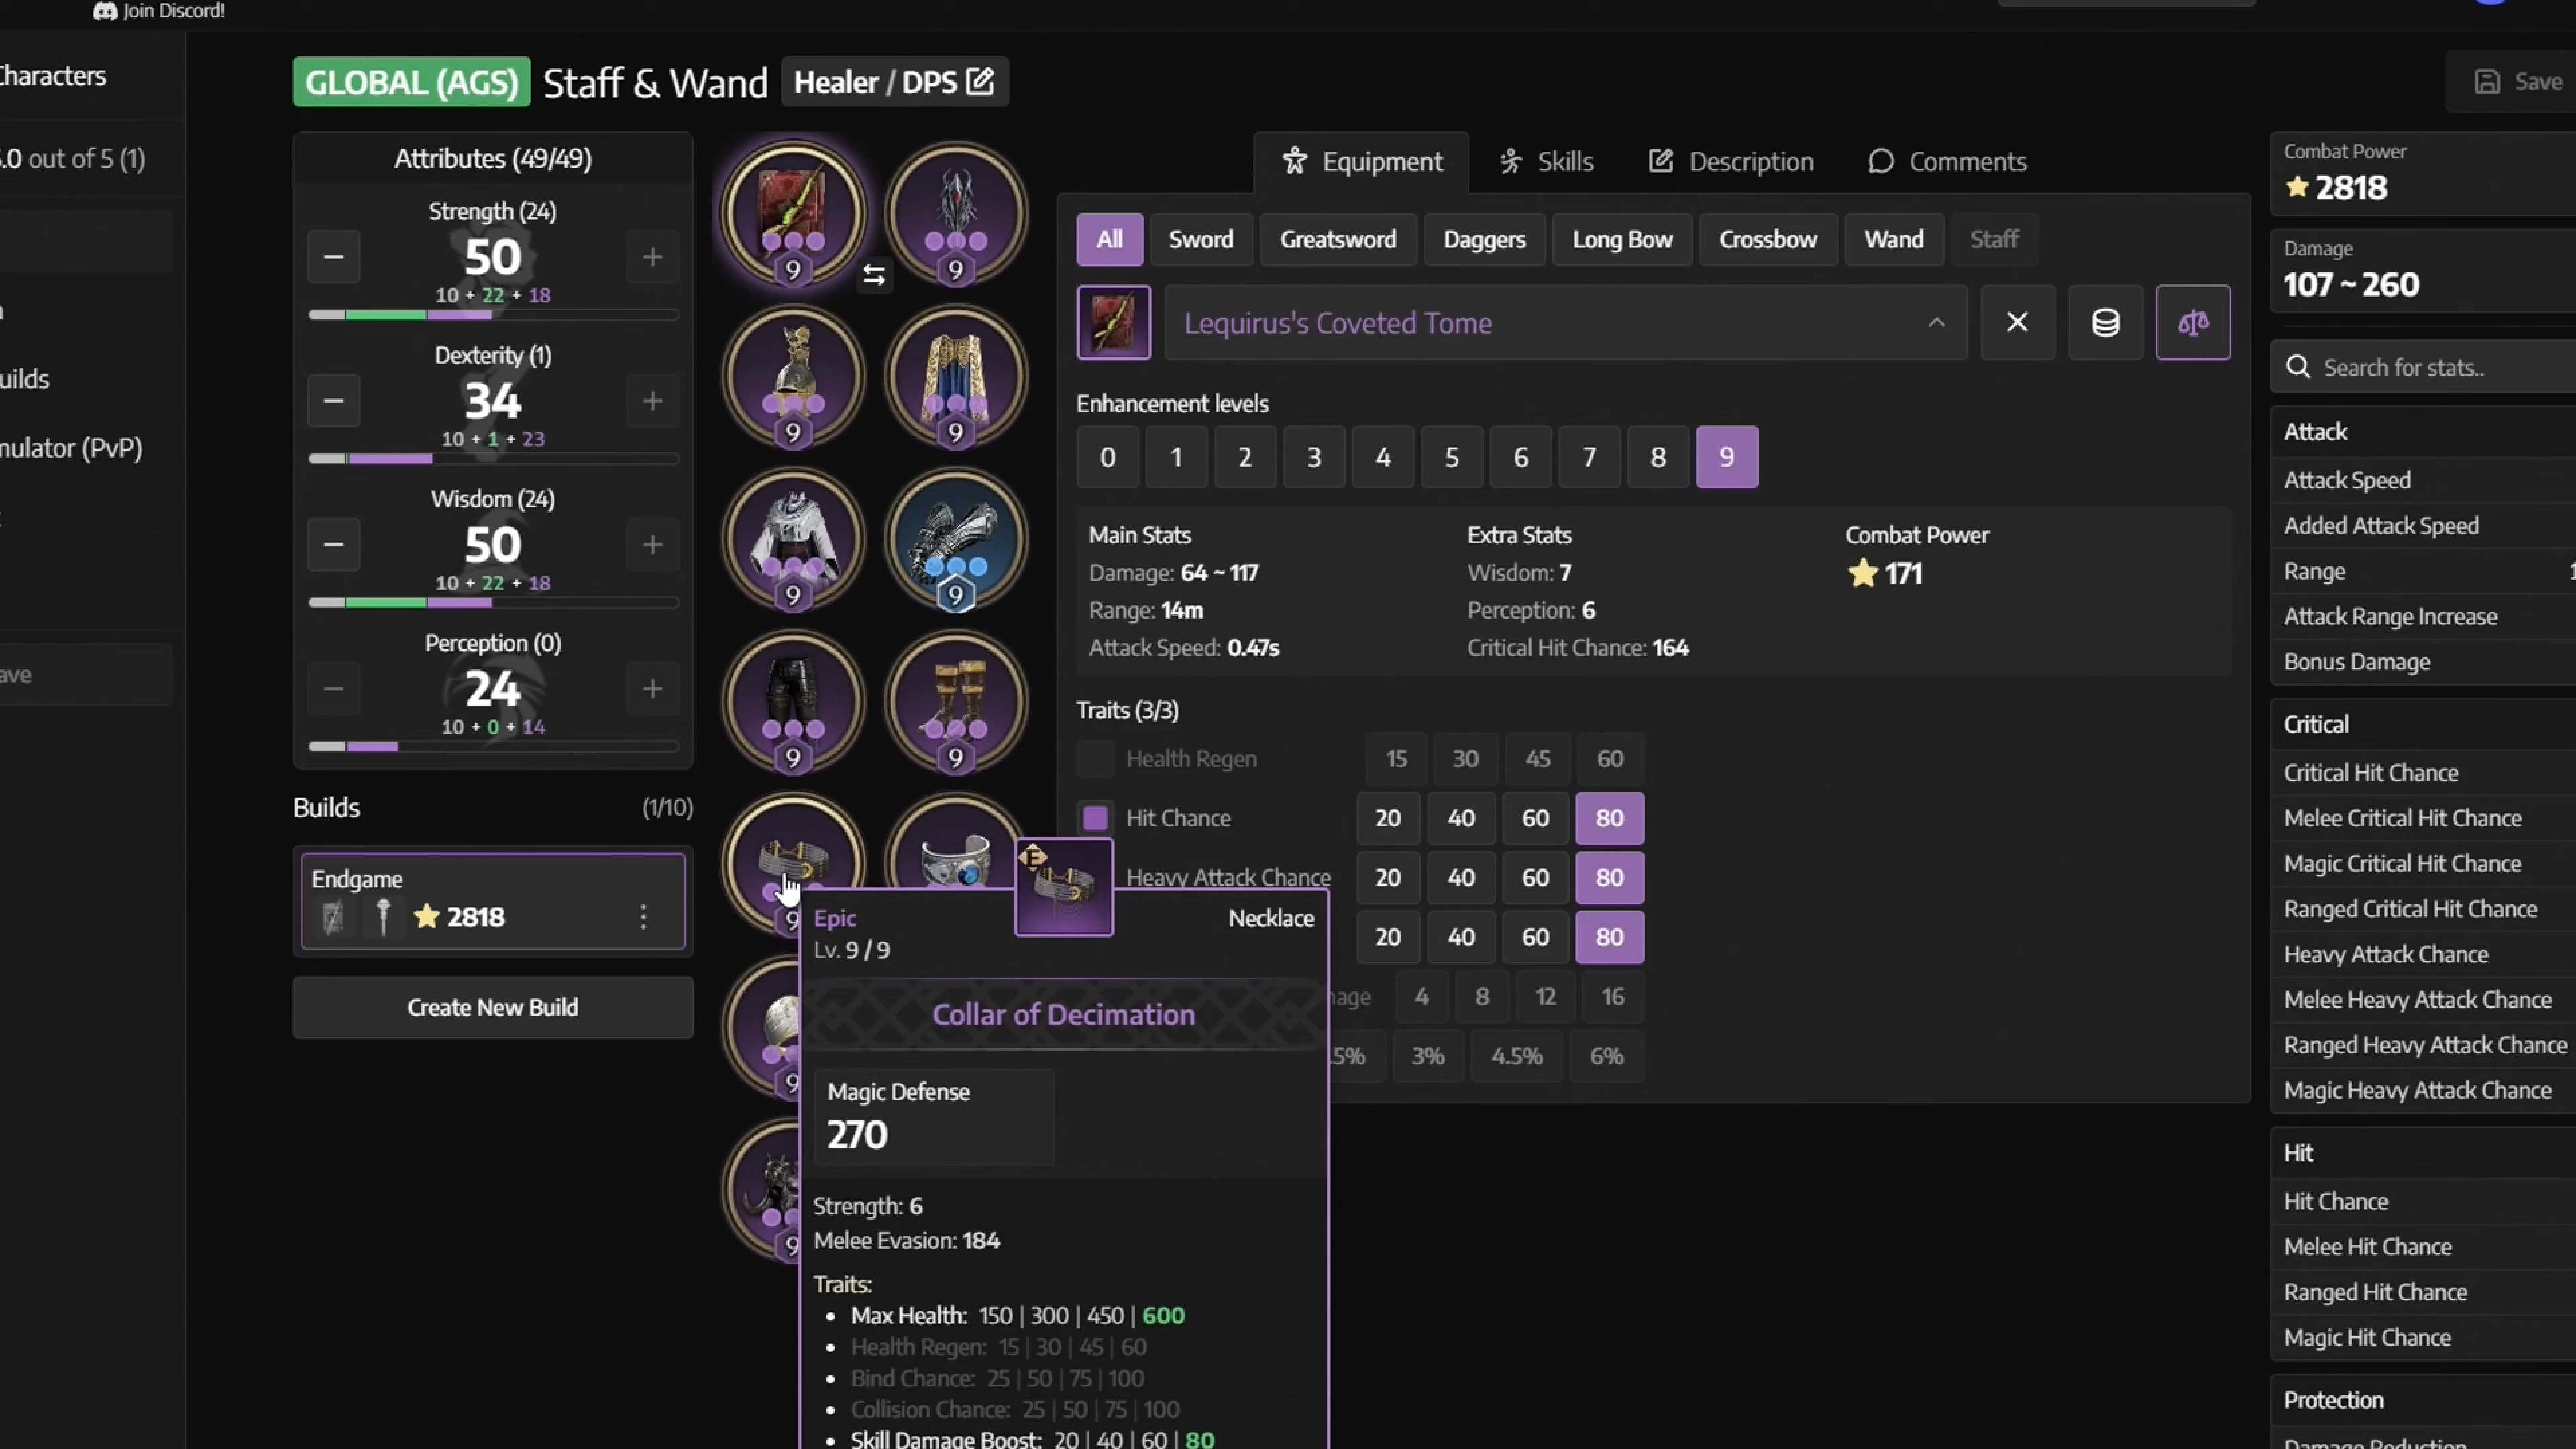 Join Discord!
Characters
GLOBAL (AGS) Staff & Wand Healer / DPS
Save
5.0 out of 5 (1)
(PvP)
Attributes (49/49)
Strength (24)
50
10 + 22 + 18
Dexterity (1)
34
10 + 1 + 23
Wisdom (24)
50
10 + 22 + 18
Perception (0)
24
10 + 0 + 14
Builds (1/10)
Endgame
2818
Create New Build
9 9
9 9
9 9
9 9
9
9
9
Equipment Skills Description Comments
All Sword Greatsword Daggers Long Bow Crossbow Wand Staff
Lequirus's Coveted Tome
Enhancement levels
0 1 2 3 4 5 6 7 8 9
Main Stats Extra Stats Combat Power
Damage: 64 ~ 117 Wisdom: 7 171
Range: 14m Perception: 6
Attack Speed: 0.47s Critical Hit Chance: 164
Traits (3/3)
Health Regen 15 30 45 60
Hit Chance 20 40 60 80
Heavy Attack Chance 20 40 60 80
20 40 60 80
4 8 12 16
3% 4.5% 6%
Epic Necklace
Lv. 9 / 9
E
Collar of Decimation
Magic Defense
270
Strength: 6
Melee Evasion: 184
Traits:
• Max Health: 150 | 300 | 450 | 600
• Health Regen: 15 | 30 | 45 | 60
• Bind Chance: 25 | 50 | 75 | 100
• Collision Chance: 25 | 50 | 75 | 100
• Skill Damage Boost: 20 | 40 | 60 | 80
Combat Power
2818
Damage
107 ~ 260
Search for stats..
Attack
Attack Speed
Added Attack Speed
Range
Attack Range Increase
Bonus Damage
Critical
Critical Hit Chance
Melee Critical Hit Chance
Magic Critical Hit Chance
Ranged Critical Hit Chance
Heavy Attack Chance
Melee Heavy Attack Chance
Ranged Heavy Attack Chance
Magic Heavy Attack Chance
Hit
Hit Chance
Melee Hit Chance
Ranged Hit Chance
Magic Hit Chance
Protection
Damage Reduction